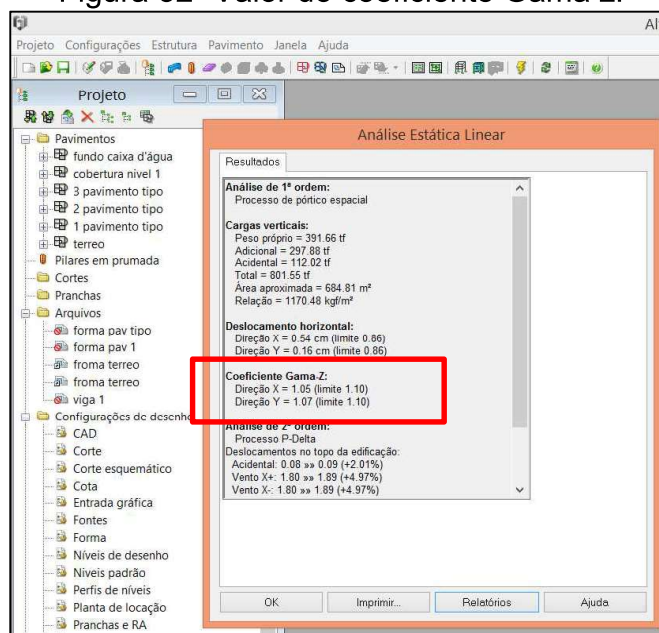 Figura 32- Valor do coeficiente Gama-z.
Al
Projeto Configurações Estrutura Pavimento Janela Ajuda
Projeto
Pavimentos
fundo caixa d'água
cobertura nivel 1
3 pavimento tipo
2 pavimento tipo
1 pavimento tipo
terreo
Pilares em prumada
Cortes
Pranchas
Arquivos
forma pav tipo
forma pav 1
froma terreo
froma terreo
viga 1
Configurações de desenho
CAD
Corte
Corte esquemático
Cota
Entrada gráfica
Fontes
Forma
Níveis de desenho
Niveis padrão
Perfis de níveis
Planta de locação
Pranchas e RA
Análise Estática Linear
Resultados
Análise de 1ª ordem:
Processo de pórtico espacial
Cargas verticais:
Peso próprio = 391.66 tf
Adicional = 297.88 tf
Acidental = 112.02 tf
Total = 801.55 tf
Área aproximada = 684.81 m²
Relação = 1170.48 kgf/m²
Deslocamento horizontal:
Direção X = 0.54 cm (limite 0.86)
Direção Y = 0.16 cm (limite 0.86)
Coeficiente Gama-Z:
Direção X = 1.05 (limite 1.10)
Direção Y = 1.07 (limite 1.10)
Análise de 2ª ordem:
Processo P-Delta
Deslocamentos no topo da edificação:
Acidental: 0.08 »» 0.09 (+2.01%)
Vento X+: 1.80 »» 1.89 (+4.97%)
Vento X-: 1.80 »» 1.89 (+4.97%)
OK Imprimir... Relatórios Ajuda